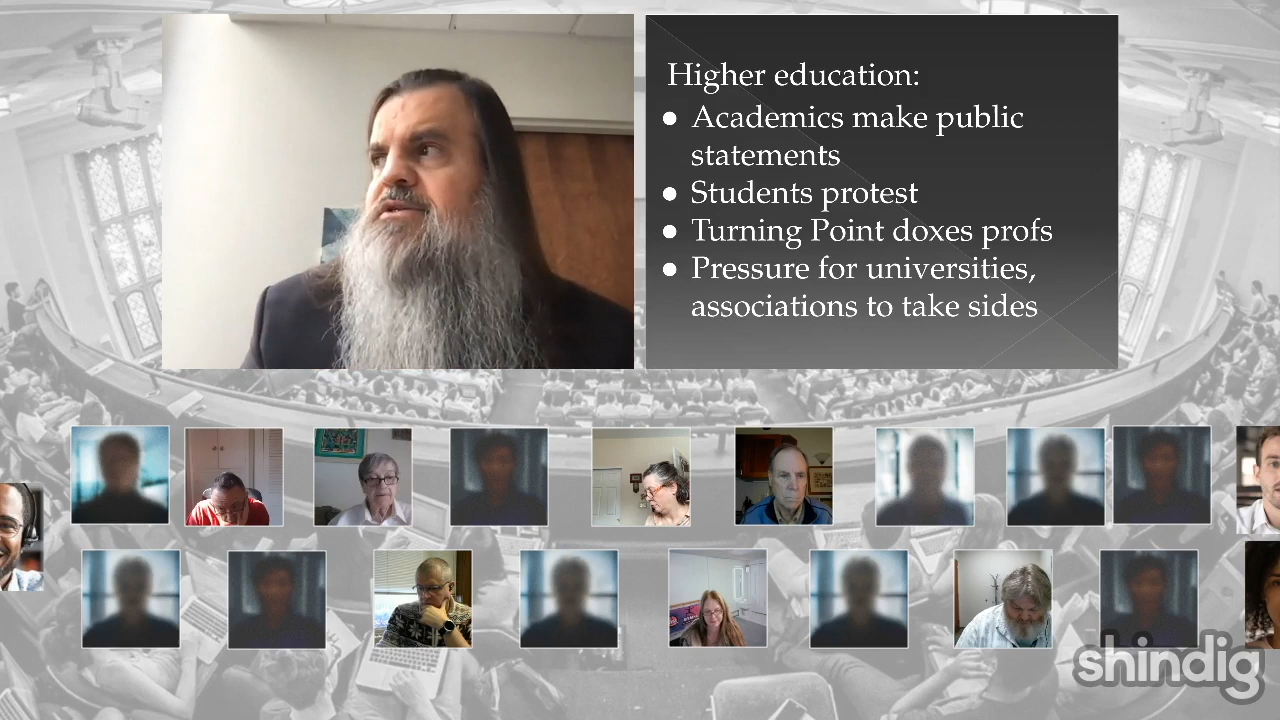 Higher education:
● Academics make public
statements
● Students protest
● Turning Point doxes profs
● Pressure for universities,
associations to take sides
shindig